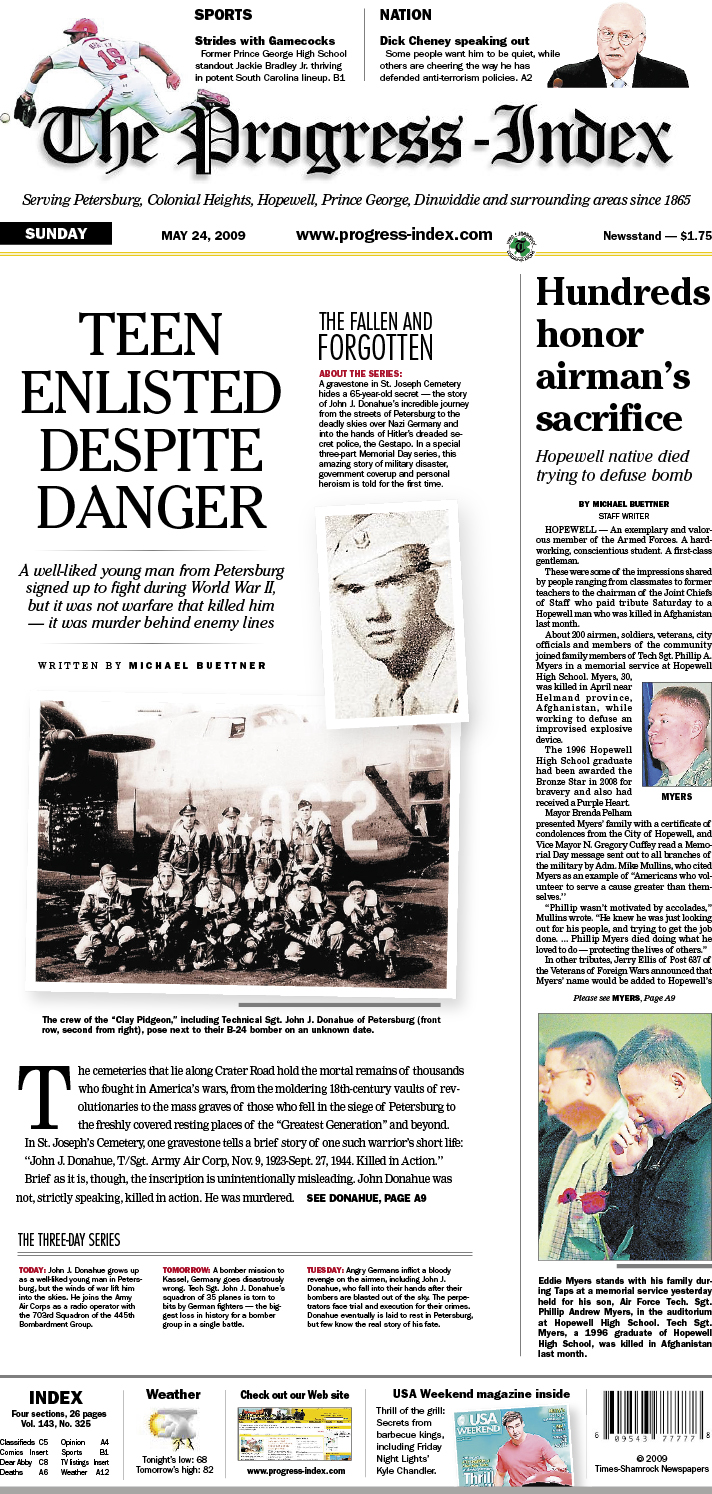 SPORTS
Strides with Gamecocks
Former Prince George High School
standout Jackie Bradley Jr. thriving
in potent South Carolina lineup. B1
NATION
Dick Cheney speaking out
Some people want him to be quiet, while
others are cheering the way he has
defended anti-terrorism policies. A2
The Progress-Index
Serving Petersburg, Colonial Heights, Hopewell, Prince George, Dinwiddie and surrounding areas since 1865
SUNDAY
MAY 24, 2009
www.progress-index.com
Newsstand — $1.75
TEEN
ENLISTED
DESPITE
DANGER
A well-liked young man from Petersburg
signed up to fight during World War II,
but it was not warfare that killed him
— it was murder behind enemy lines
WRITTEN BY MICHAEL BUETTNER
THE FALLEN AND
FORGOTTEN
ABOUT THE SERIES:
A gravestone in St. Joseph Cemetery
hides a 65-year-old secret — the story
of John J. Donahue's incredible journey
from the streets of Petersburg to the
deadly skies over Nazi Germany and
into the hands of Hitler's dreaded se-
cret police, the Gestapo. In a special
three-part Memorial Day series, this
amazing story of military disaster,
government coverup and personal
heroism is told for the first time.
The crew of the "Clay Pidgeon," including Technical Sgt. John J. Donahue of Petersburg (front
row, second from right), pose next to their B-24 bomber on an unknown date.
The cemeteries that lie along Crater Road hold the mortal remains of thousands
who fought in America's wars, from the moldering 18th-century vaults of rev-
olutionaries to the mass graves of those who fell in the siege of Petersburg to
the freshly covered resting places of the "Greatest Generation" and beyond.
In St. Joseph's Cemetery, one gravestone tells a brief story of one such warrior's short life:
"John J. Donahue, T/Sgt. Army Air Corp, Nov. 9, 1923-Sept. 27, 1944. Killed in Action."
Brief as it is, though, the inscription is unintentionally misleading. John Donahue was
not, strictly speaking, killed in action. He was murdered. SEE DONAHUE, PAGE A9
THE THREE-DAY SERIES
TODAY: John J. Donahue grows up
as a well-liked young man in Peters-
burg, but the winds of war lift him
into the skies. He joins the Army
Air Corps as a radio operator with
the 703rd Squadron of the 445th
Bombardment Group.
TOMORROW: A bomber mission to
Kassel, Germany goes disastrously
wrong. Tech Sgt. John J. Donahue's
squadron of 35 planes is torn to
bits by German fighters — the big-
gest loss in history for a bomber
group in a single battle.
TUESDAY: Angry Germans inflict a bloody
revenge on the airmen, including John J.
Donahue, who fall into their hands after their
bombers are blasted out of the sky. The perpe-
trators face trial and execution for their crimes.
Donahue eventually is laid to rest in Petersburg,
but few know the real story of his fate.
Hundreds
honor
airman's
sacrifice
Hopewell native died
trying to defuse bomb
BY MICHAEL BUETTNER
STAFF WRITER
HOPEWELL — An exemplary and valor-
ous member of the Armed Forces. A hard-
working, conscientious student. A first-class
gentleman.
These were some of the impressions shared
by people ranging from classmates to former
teachers to the chairman of the Joint Chiefs
of Staff who paid tribute Saturday to a
Hopewell man who was killed in Afghanistan
last month.
About 200 airmen, soldiers, veterans, city
officials and members of the community
joined family members of Tech Sgt. Phillip A.
Myers in a memorial service at Hopewell
High School. Myers, 30,
was killed in April near
Helmand province,
Afghanistan, while
working to defuse an
improvised explosive
device.
The 1996 Hopewell
High School graduate
had been awarded the
Bronze Star in 2008 for
bravery and also had
received a Purple Heart.
MYERS
Mayor Brenda Pelham
presented Myers' family with a certificate of
condolences from the City of Hopewell, and
Vice Mayor N. Gregory Cuffey read a Memo-
rial Day message sent out to all branches of
the military by Adm. Mike Mullins, who cited
Myers as an example of "Americans who vol-
unteer to serve a cause greater than them-
selves."
"Phillip wasn't motivated by accolades,"
Mullins wrote. "He knew he was just looking
out for his people, and trying to get the job
done. ... Phillip Myers died doing what he
loved to do — protecting the lives of others."
In other tributes, Jerry Ellis of Post 637 of
the Veterans of Foreign Wars announced that
Myers' name would be added to Hopewell's
Please see MYERS, Page A9
Eddie Myers stands with his family dur-
ing Taps at a memorial service yesterday
held for his son, Air Force Tech. Sgt.
Phillip Andrew Myers, in the auditorium
at Hopewell High School. Tech Sgt.
Myers, a 1996 graduate of Hopewell
High School, was killed in Afghanistan
last month.
INDEX
Four sections, 26 pages
Vol. 143, No. 325
Classifieds C5 Opinion A4
Comics Insert Sports B1
Dear Abby C8 TV listings Insert
Deaths A6 Weather A12
Weather
Tonight's low: 68
Tomorrow's high: 82
Check out our Web site
www.progress-index.com
USA Weekend magazine inside
Thrill of the grill:
Secrets from
barbecue kings,
including Friday
Night Lights'
Kyle Chandler.
USA
WEEKEND
Thrill
6 09543 77777 8
© 2009
Times-Shamrock Newspapers